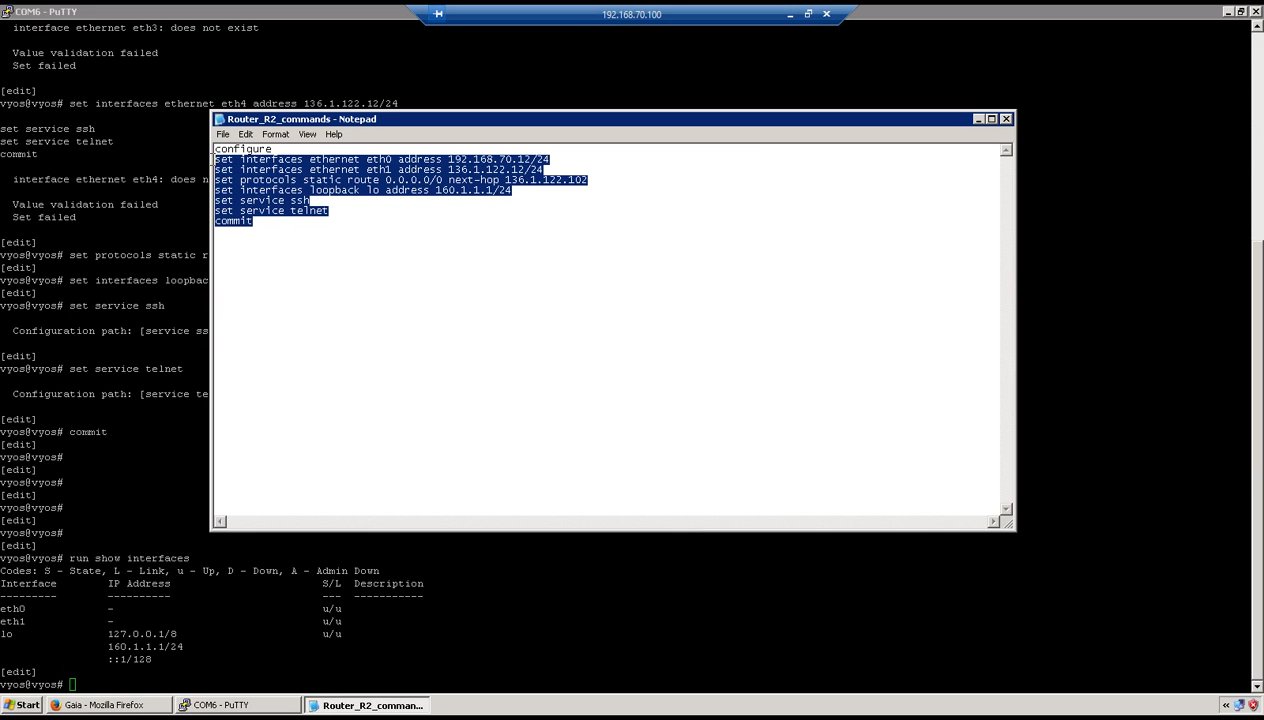 COM6 - PuTTY
192.168.70.100
interface ethernet eth3: does not exist
Value validation failed
Set failed
[edit]
vyos@vyos# set interfaces ethernet eth4 address 136.1.122.12/24
set service ssh
set service telnet
commit
interface ethernet eth4: does n
Value validation failed
Set failed
[edit]
vyos@vyos# set protocols static r
[edit]
vyos@vyos# set interfaces loopbac
[edit]
vyos@vyos# set service ssh
Configuration path: [service ss
[edit]
vyos@vyos# set service telnet
Configuration path: [service te
[edit]
vyos@vyos# commit
[edit]
vyos@vyos#
[edit]
vyos@vyos#
[edit]
vyos@vyos#
[edit]
vyos@vyos#
[edit]
vyos@vyos# run show interfaces
Codes: S - State, L - Link, u - Up, D - Down, A - Admin Down
Interface IP Address S/L Description
--------- ---------- --- -----------
eth0 - u/u
eth1 - u/u
lo 127.0.0.1/8 u/u
160.1.1.1/24
::1/128
[edit]
vyos@vyos#
Router_R2_commands - Notepad
File Edit Format View Help
configure
set interfaces ethernet eth0 address 192.168.70.12/24
set interfaces ethernet eth1 address 136.1.122.12/24
set protocols static route 0.0.0.0/0 next-hop 136.1.122.102
set interfaces loopback lo address 160.1.1.1/24
set service ssh
set service telnet
commit
Start Gaia - Mozilla Firefox COM6 - PuTTY Router_R2_comman...